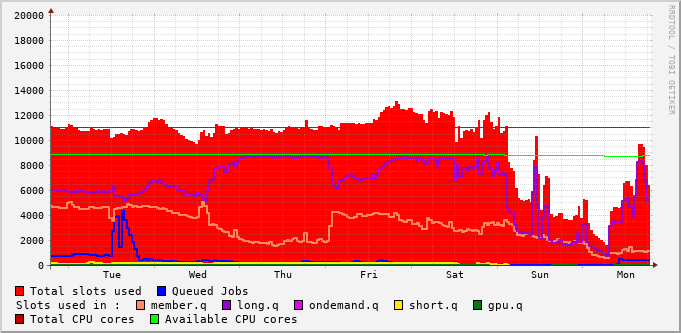 RRDTOOL / TOBI OETIKER
20000
18000
16000
14000
12000
10000
8000
6000
4000
2000
0
Tue Wed Thu Fri Sat Sun Mon
Total slots used Queued Jobs
Slots used in : member.q long.q ondemand.q short.q gpu.q
Total CPU cores Available CPU cores